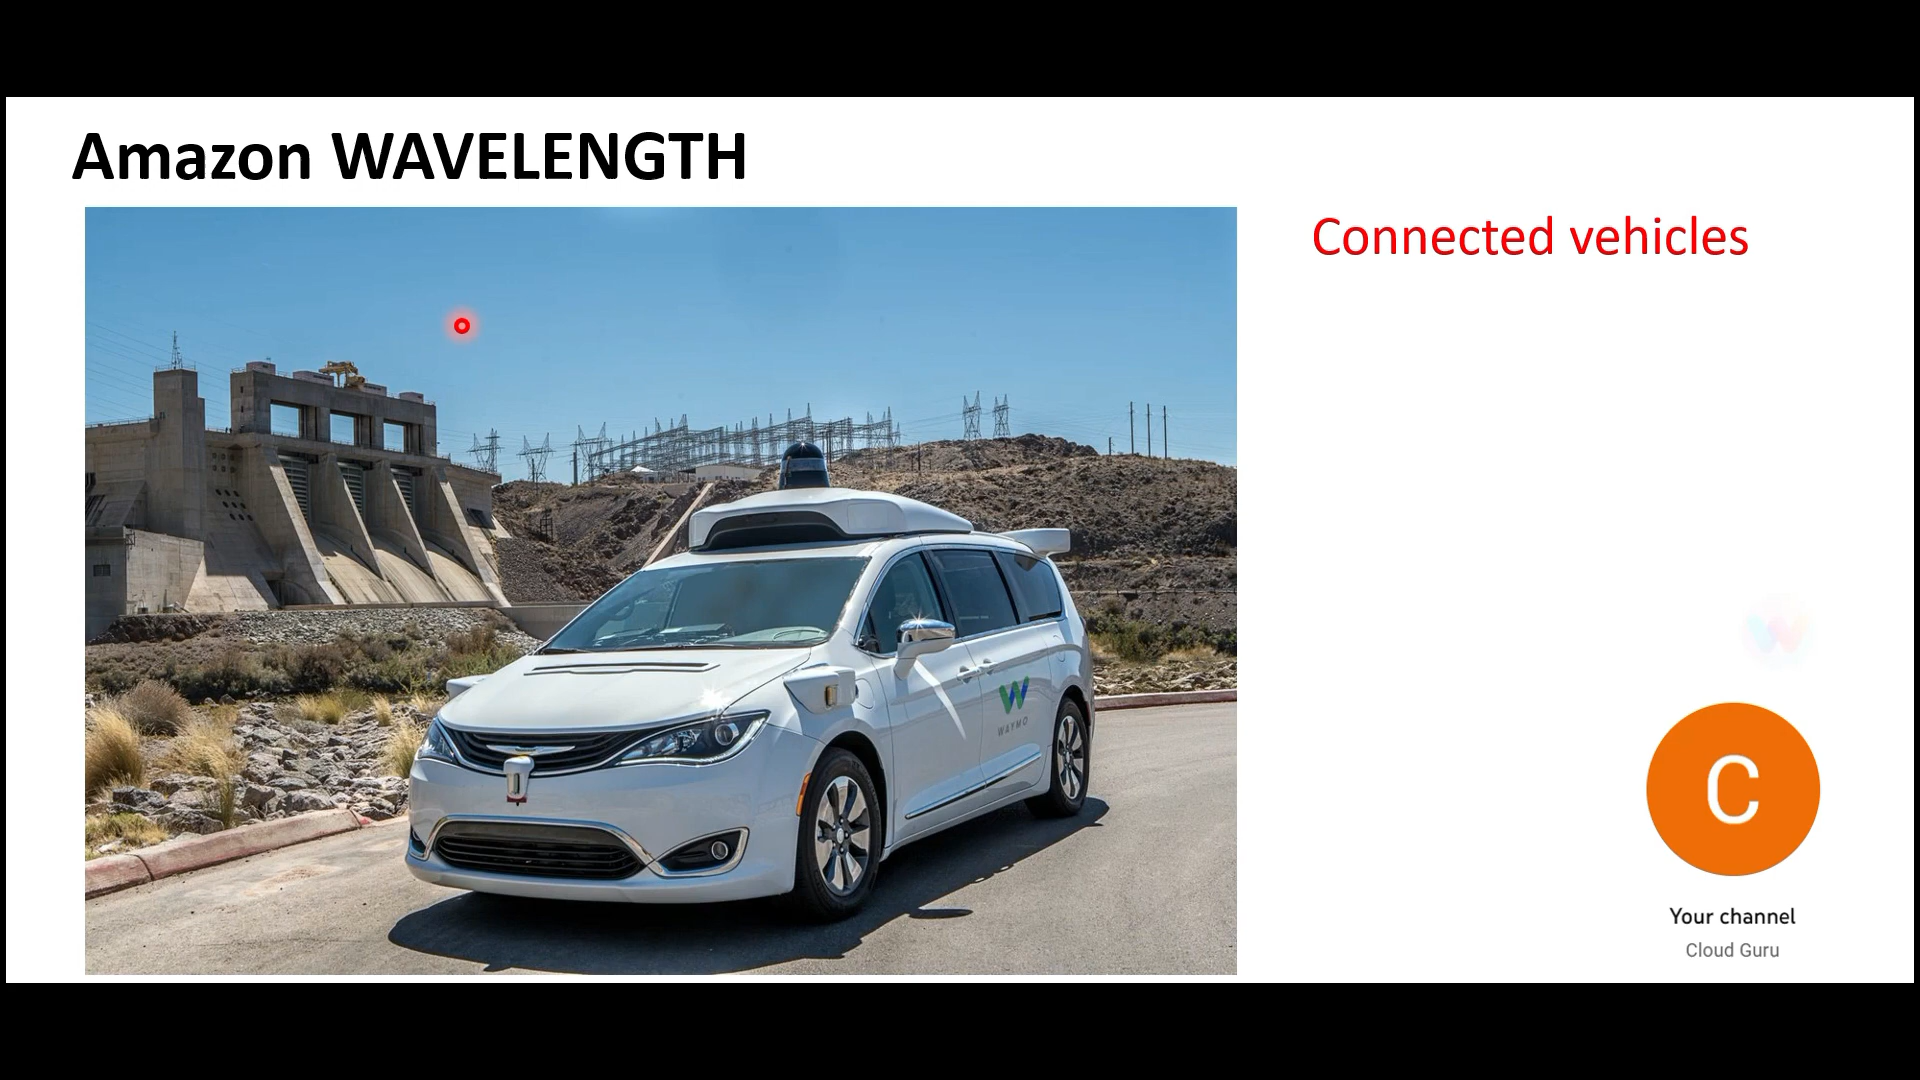 Amazon WAVELENGTH
Connected vehicles
WAYMO
C
Your channel
Cloud Guru